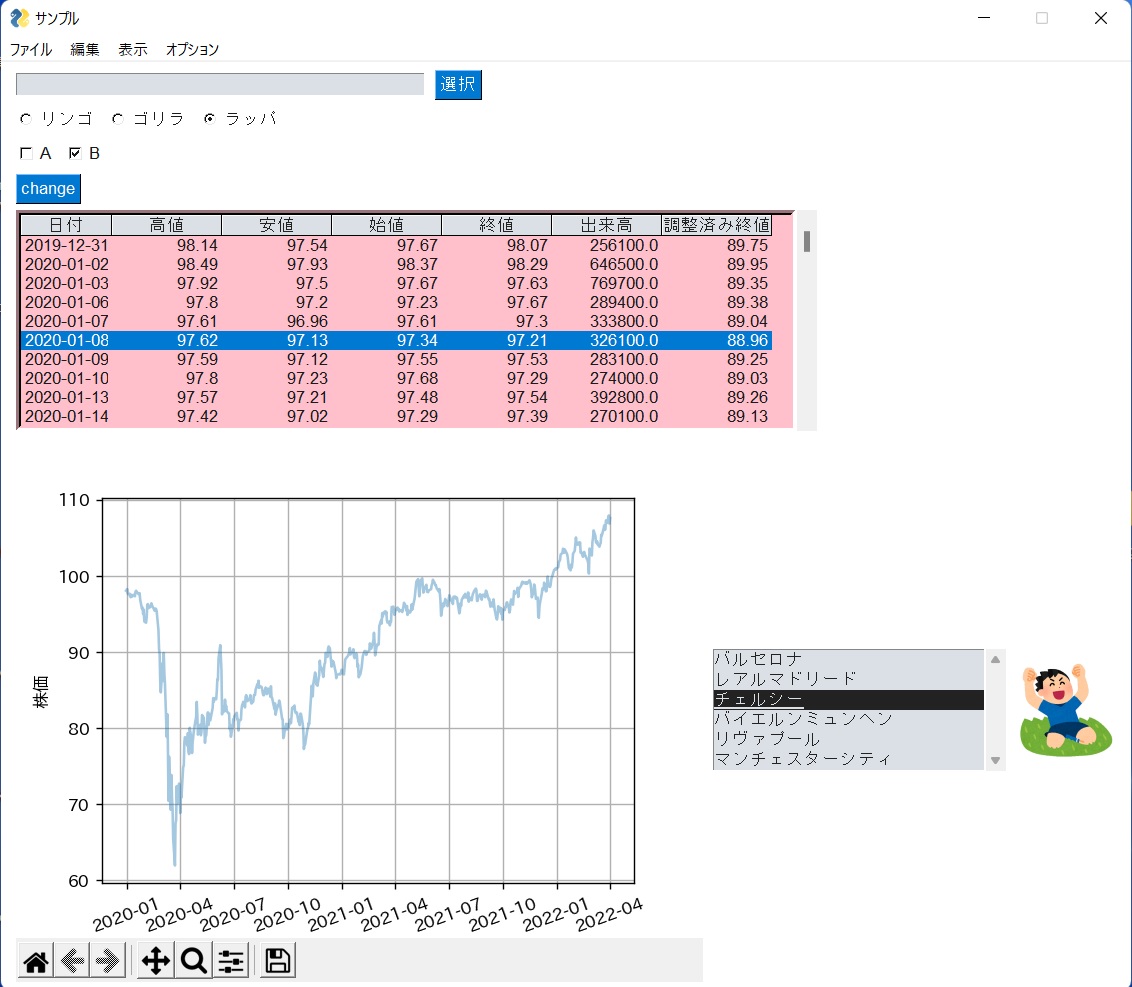 サンプル
ファイル 編集 表示 オプション
選択
リンゴ ゴリラ ラッパ
A B
change
日付 高値 安値 始値 終値 出来高 調整済み終値
2019-12-31 98.14 97.54 97.67 98.07 256100.0 89.75
2020-01-02 98.49 97.93 98.37 98.29 646500.0 89.95
2020-01-03 97.92 97.5 97.67 97.63 769700.0 89.35
2020-01-06 97.8 97.2 97.23 97.67 289400.0 89.38
2020-01-07 97.61 96.96 97.61 97.3 333800.0 89.04
2020-01-08 97.62 97.13 97.34 97.21 326100.0 88.96
2020-01-09 97.59 97.12 97.55 97.53 283100.0 89.25
2020-01-10 97.8 97.23 97.68 97.29 274000.0 89.03
2020-01-13 97.57 97.21 97.48 97.54 392800.0 89.26
2020-01-14 97.42 97.02 97.29 97.39 270100.0 89.13
110
100
90
80
70
60
株価
2020-01 2020-04 2020-07 2020-10 2021-01 2021-04 2021-07 2021-10 2022-01 2022-04
バルセロナ
レアルマドリード
チェルシー
バイエルンミュンヘン
リヴァプール
マンチェスターシティ